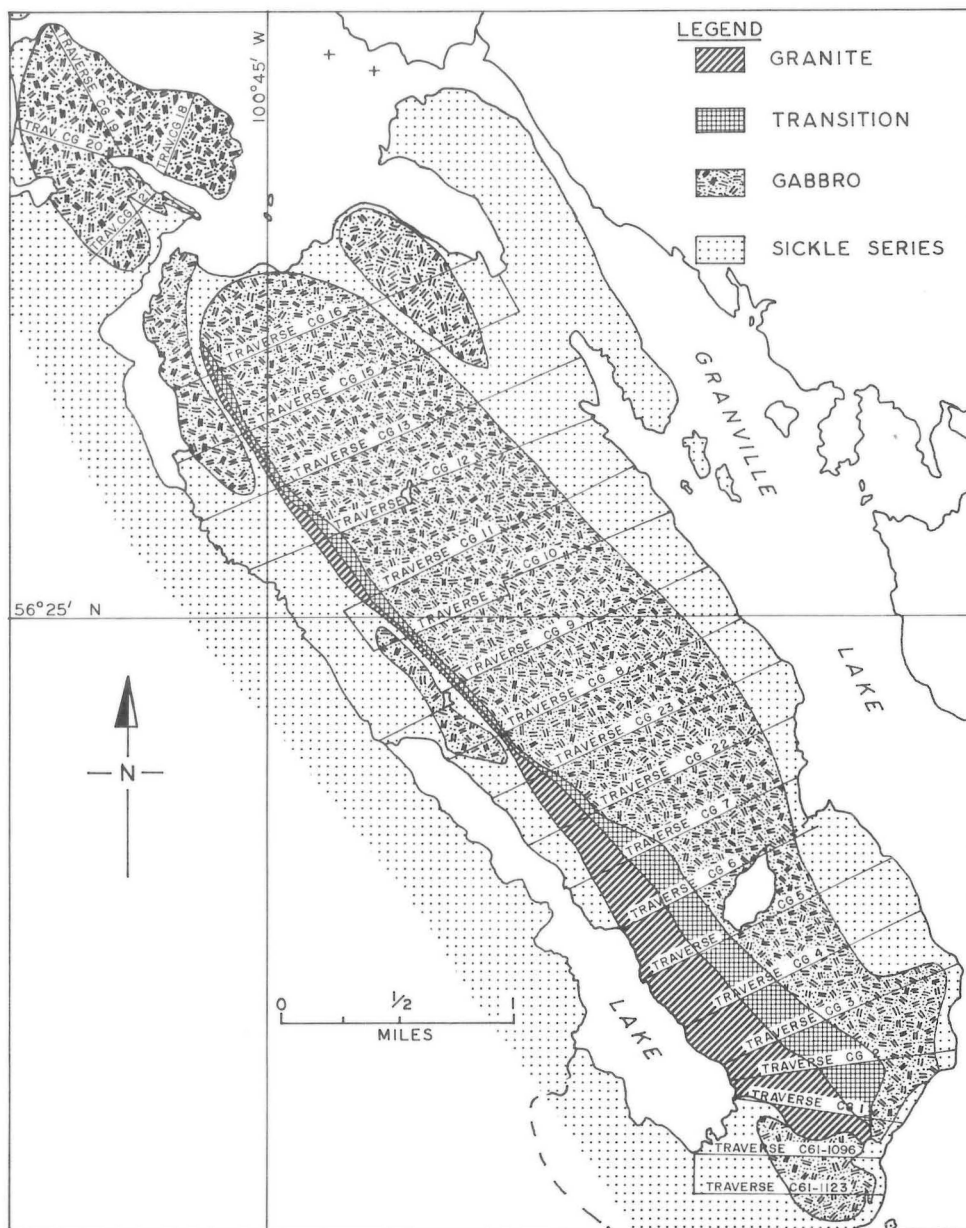 LEGEND
GRANITE
TRANSITION
GABBRO
SICKLE SERIES
100°45' W
TRAVERSE CG 19
TRAV. CG 18
TRAV. CG 20
TRAV. CG 21
TRAVERSE CG 16
TRAVERSE CG 15
TRAVERSE CG 13
TRAVERSE CG 12
TRAVERSE CG 11
TRAVERSE CG 10
TRAVERSE CG 9
TRAVERSE CG 8
TRAVERSE CG 23
TRAVERSE CG 22
TRAVERSE CG 7
TRAVERSE CG 6
TRAVERSE CG 5
TRAVERSE CG 4
TRAVERSE CG 3
TRAVERSE CG 2
TRAVERSE CG 1
TRAVERSE C61-1096
TRAVERSE C61-1123
GRANVILLE
LAKE
56°25' N
N
0 1/2 1
MILES
LAKE